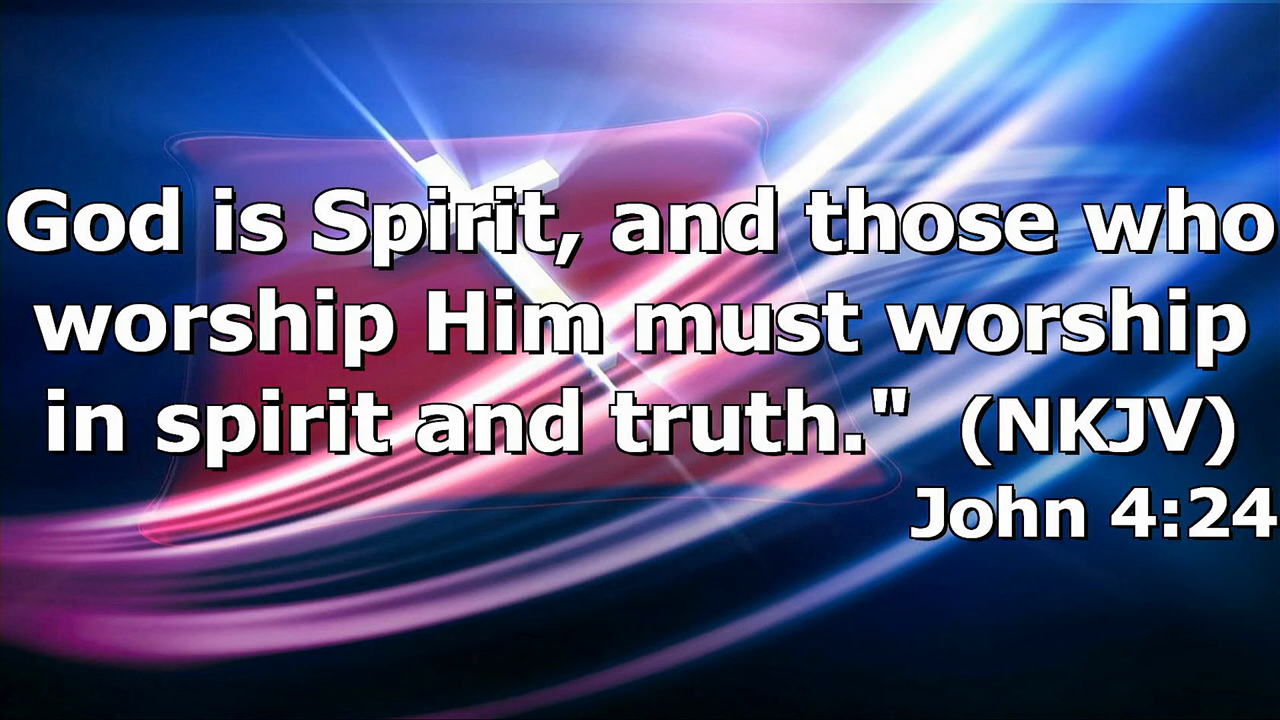 God is Spirit, and those who
worship Him must worship
in spirit and truth." (NKJV)
John 4:24